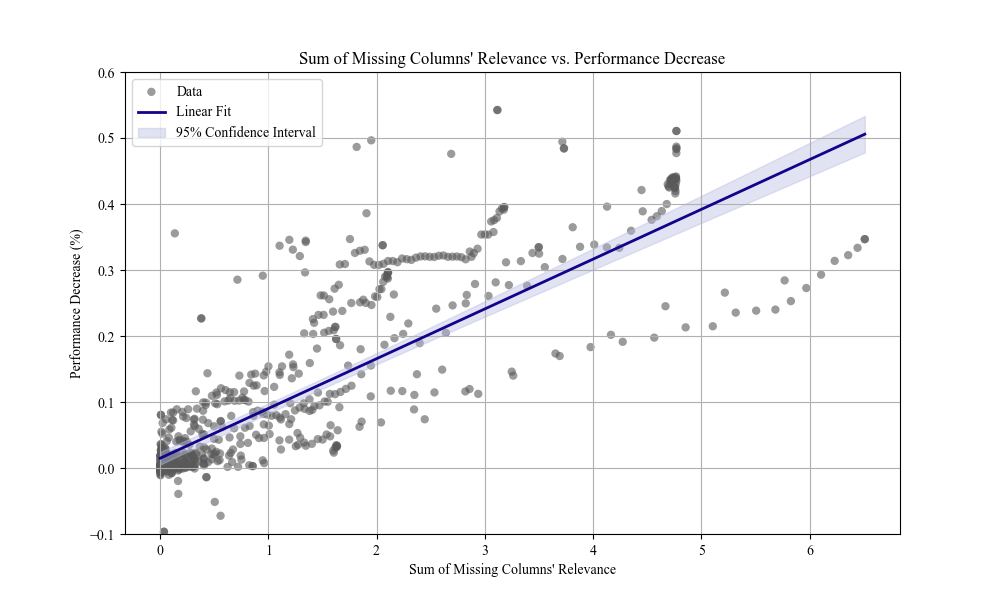 Sum of Missing Columns' Relevance vs. Performance Decrease
Data
Linear Fit
95% Confidence Interval
Performance Decrease (%)
0.6
0.5
0.4
0.3
0.2
0.1
0.0
−0.1
0 1 2 3 4 5 6
Sum of Missing Columns' Relevance